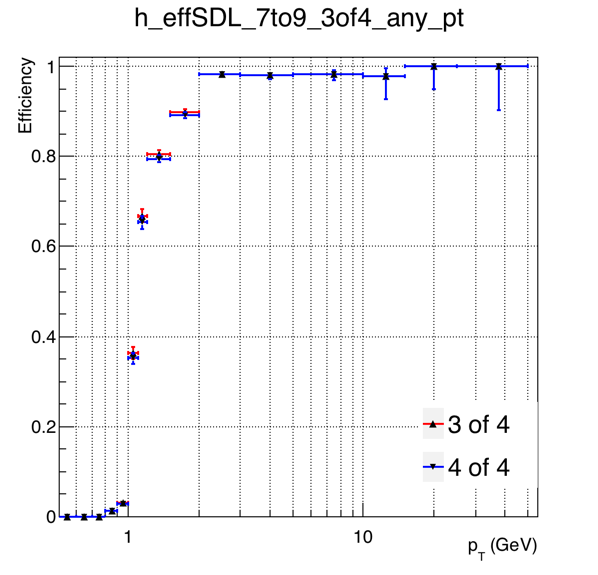 h_effSDL_7to9_3of4_any_pt
Efficiency
1
0.8
0.6
0.4
0.2
0
3 of 4
4 of 4
1
10
p_T (GeV)